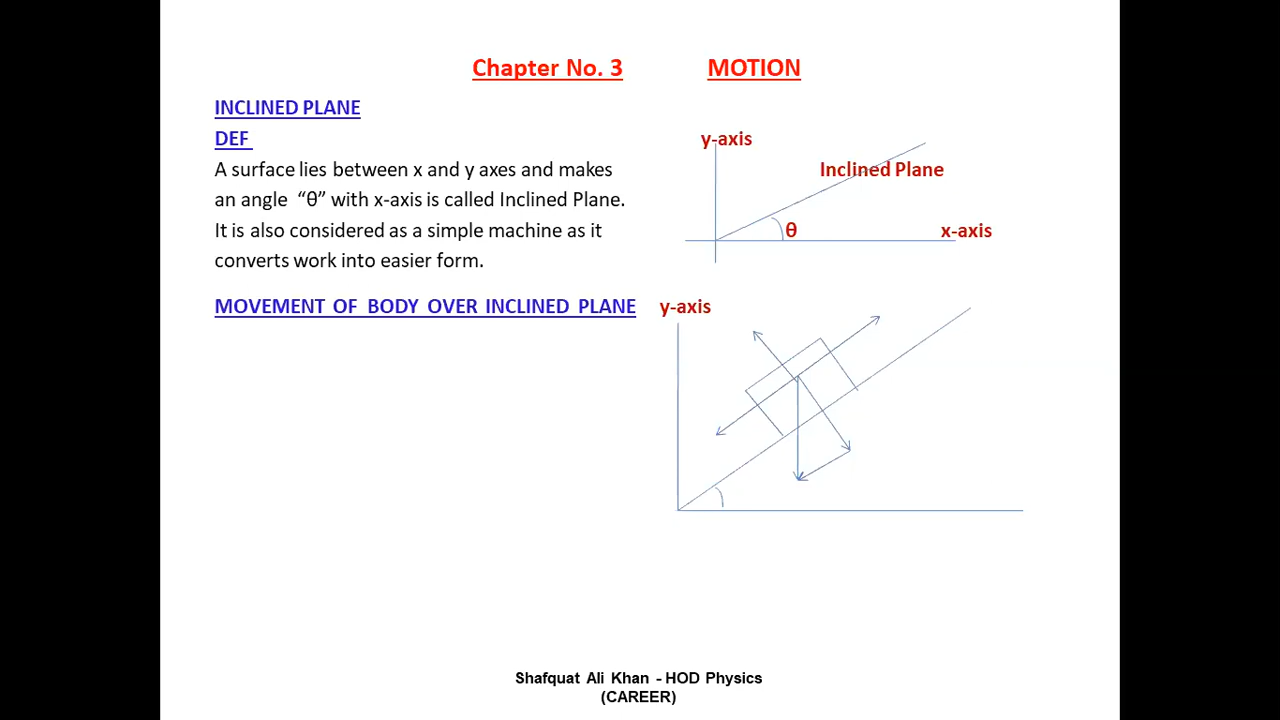 Chapter No. 3 MOTION
INCLINED PLANE
DEF
A surface lies between x and y axes and makes
an angle “θ” with x-axis is called Inclined Plane.
It is also considered as a simple machine as it
converts work into easier form.
y-axis
Inclined Plane
θ
x-axis
MOVEMENT OF BODY OVER INCLINED PLANE
y-axis
Shafquat Ali Khan - HOD Physics
(CAREER)